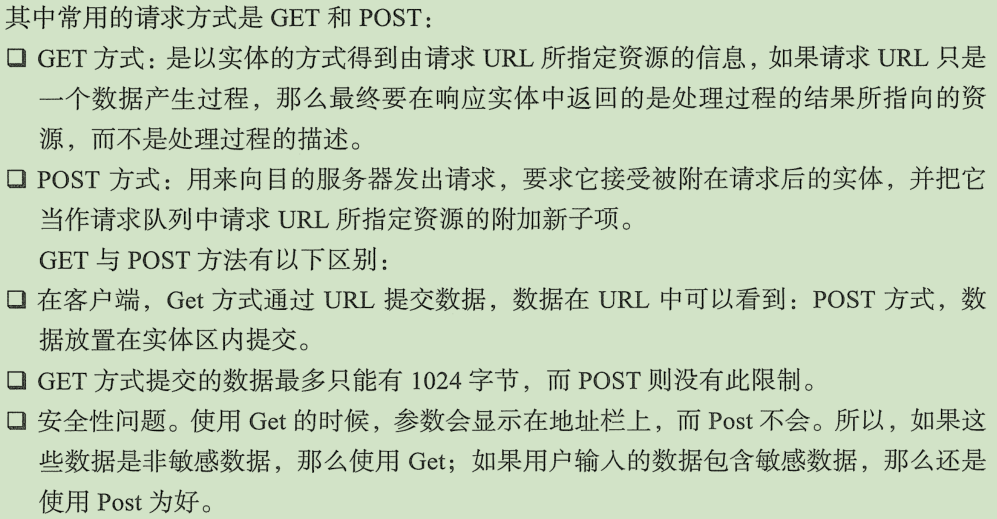 其中常用的请求方式是 GET 和 POST：
❑ GET 方式：是以实体的方式得到由请求 URL 所指定资源的信息，如果请求 URL 只是
一个数据产生过程，那么最终要在响应实体中返回的是处理过程的结果所指向的资
源，而不是处理过程的描述。
❑ POST 方式：用来向目的服务器发出请求，要求它接受被附在请求后的实体，并把它
当作请求队列中请求 URL 所指定资源的附加新子项。
GET 与 POST 方法有以下区别：
❑ 在客户端，Get 方式通过 URL 提交数据，数据在 URL 中可以看到：POST 方式，数
据放置在实体区内提交。
❑ GET 方式提交的数据最多只能有 1024 字节，而 POST 则没有此限制。
❑ 安全性问题。使用 Get 的时候，参数会显示在地址栏上，而 Post 不会。所以，如果这
些数据是非敏感数据，那么使用 Get；如果用户输入的数据包含敏感数据，那么还是
使用 Post 为好。